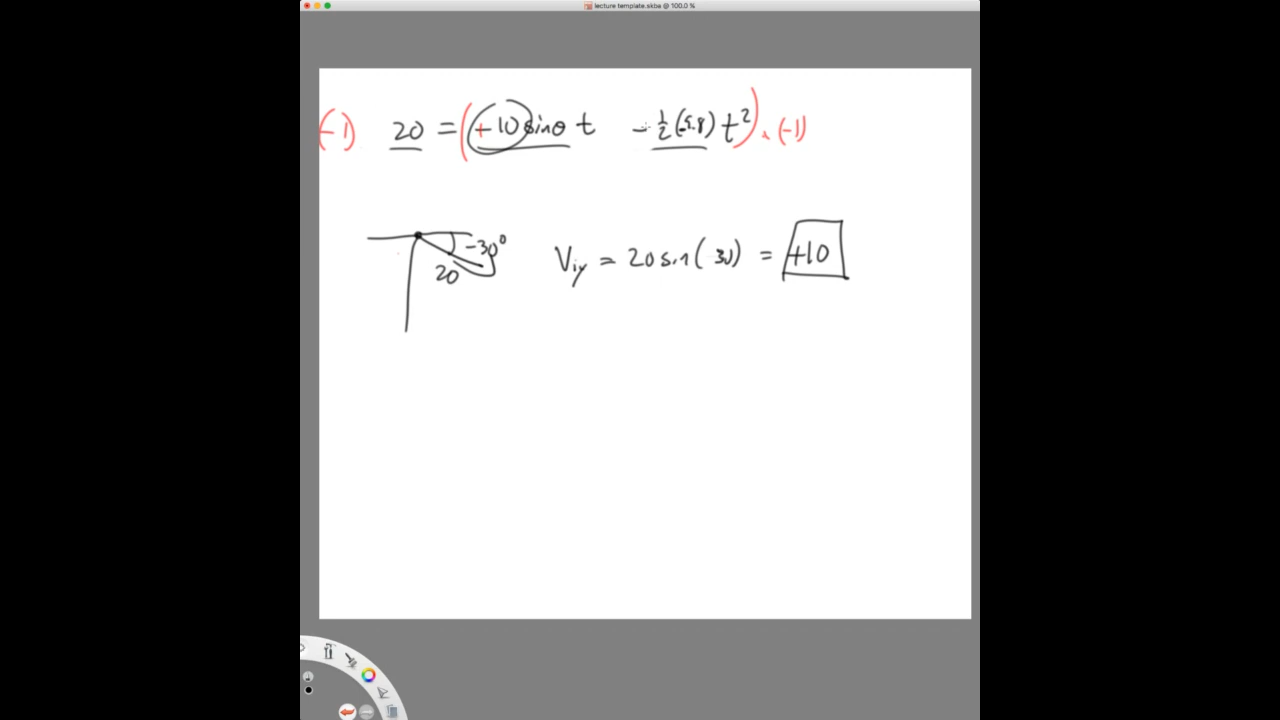 lecture template.skba @ 100.0 %
(-1) 20 = (+10 sinθ t - ½(-9.8) t²) · (-1)
-30°
20
Viy = 20 sin( 30) = +10